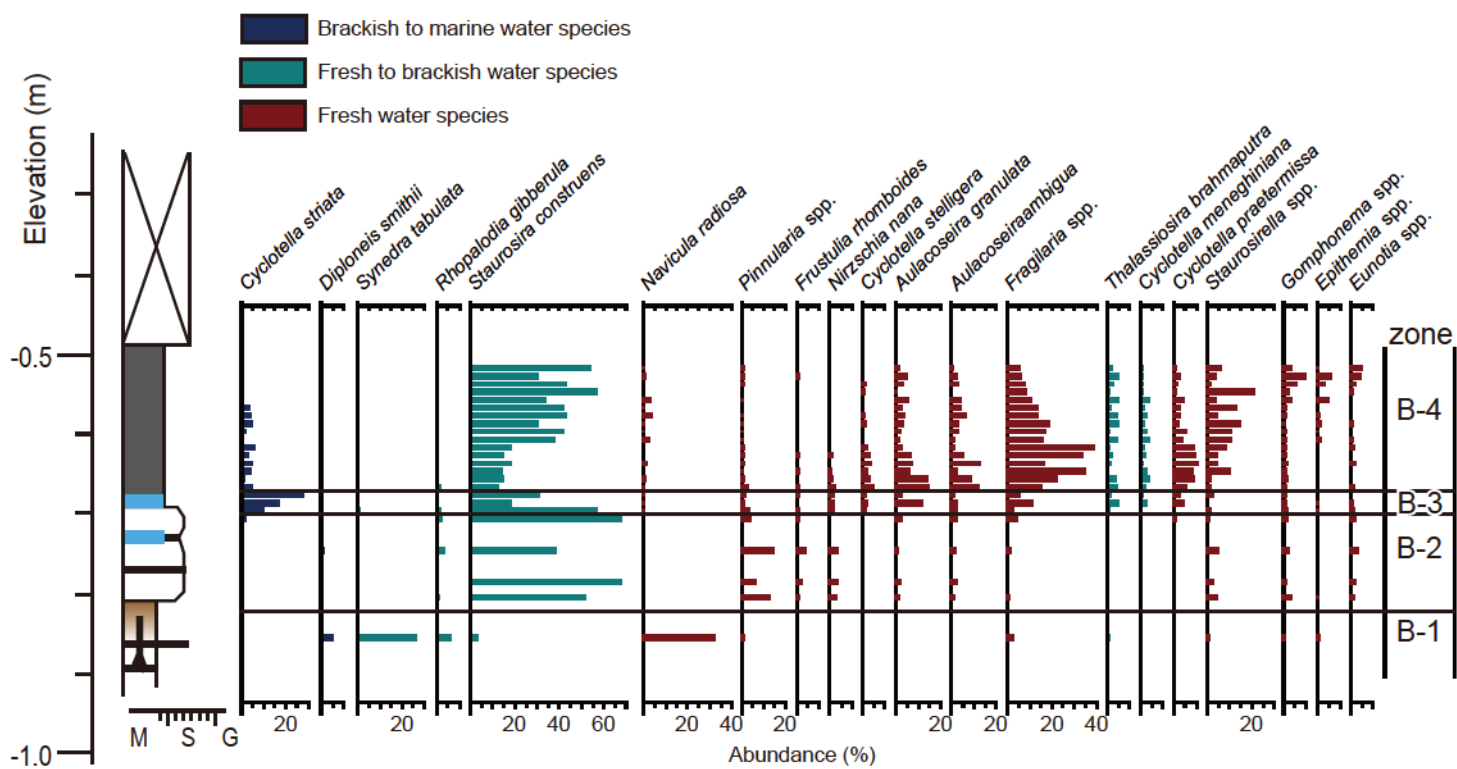 Brackish to marine water species
Fresh to brackish water species
Fresh water species
Elevation (m)
Cyclotella striata
Diploneis smithii
Synedra tabulata
Rhopalodia gibberula
Staurosira construens
Navicula radiosa
Pinnularia spp.
Frustulia rhomboides
Nirzschia nana
Cyclotella stelligera
Aulacoseira granulata
Aulacoseiraambigua
Fragilaria spp.
Thalassiosira brahmaputra
Cyclotella meneghiniana
Cyclotella praetermissa
Staurosirella spp.
Gomphonema spp.
Epithemia spp.
Eunotia spp.
zone
-0.5
B-4
B-3
B-2
B-1
20 20 20 40 60 20 40 20 20 20 20 40 20
M S G
-1.0
Abundance (%)